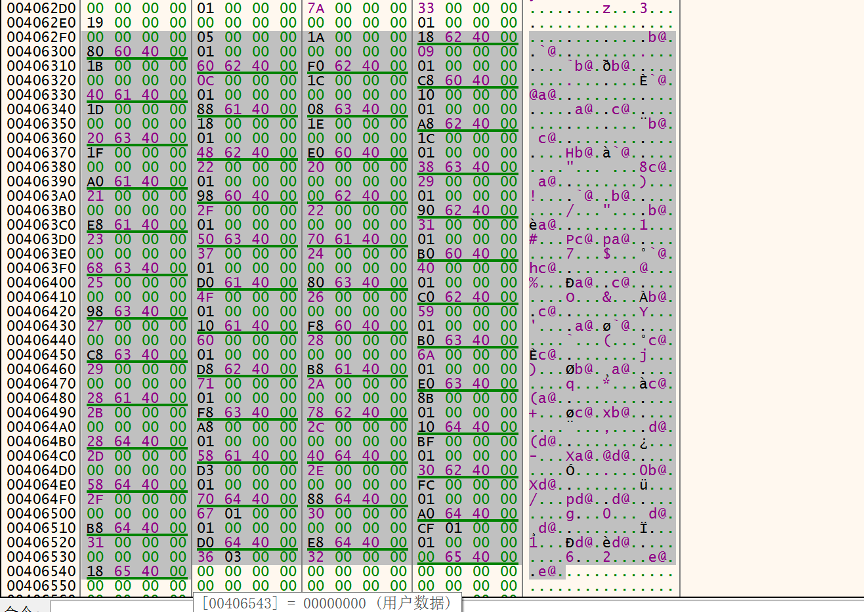 004062D0 00 00 00 00 01 00 00 00 7A 00 00 00 33 00 00 00 ........z...3...
004062E0 19 00 00 00 00 00 00 00 00 00 00 00 01 00 00 00 ................
004062F0 00 00 00 00 05 00 00 00 1A 00 00 00 18 62 40 00 .............b@.
00406300 80 60 40 00 01 00 00 00 00 00 00 00 09 00 00 00 .`@.............
00406310 1B 00 00 00 60 62 40 00 F0 62 40 00 01 00 00 00 ....`b@.ðb@.....
00406320 00 00 00 00 0C 00 00 00 1C 00 00 00 C8 60 40 00 ............È`@.
00406330 40 61 40 00 01 00 00 00 00 00 00 00 10 00 00 00 @a@.............
00406340 1D 00 00 00 88 61 40 00 08 63 40 00 01 00 00 00 .....a@..c@.....
00406350 00 00 00 00 18 00 00 00 1E 00 00 00 A8 62 40 00 ............¨b@.
00406360 20 63 40 00 01 00 00 00 00 00 00 00 1C 00 00 00  c@.............
00406370 1F 00 00 00 48 62 40 00 E0 60 40 00 01 00 00 00 ....Hb@.à`@.....
00406380 00 00 00 00 22 00 00 00 20 00 00 00 38 63 40 00 ...."... ...8c@.
00406390 A0 61 40 00 01 00 00 00 00 00 00 00 29 00 00 00  a@.........)...
004063A0 21 00 00 00 98 60 40 00 00 62 40 00 01 00 00 00 !....`@..b@.....
004063B0 00 00 00 00 2F 00 00 00 22 00 00 00 90 62 40 00 ..../..."....b@.
004063C0 E8 61 40 00 01 00 00 00 00 00 00 00 31 00 00 00 èa@.........1...
004063D0 23 00 00 00 50 63 40 00 70 61 40 00 01 00 00 00 #...Pc@.pa@.....
004063E0 00 00 00 00 37 00 00 00 24 00 00 00 B0 60 40 00 ....7...$...°`@.
004063F0 68 63 40 00 01 00 00 00 00 00 00 00 40 00 00 00 hc@.........@...
00406400 25 00 00 00 D0 61 40 00 80 63 40 00 01 00 00 00 %...Ða@..c@.....
00406410 00 00 00 00 4F 00 00 00 26 00 00 00 C0 62 40 00 ....O...&...Àb@.
00406420 98 63 40 00 01 00 00 00 00 00 00 00 59 00 00 00 .c@.........Y...
00406430 27 00 00 00 10 61 40 00 F8 60 40 00 01 00 00 00 '....a@.ø`@.....
00406440 00 00 00 00 60 00 00 00 28 00 00 00 B0 63 40 00 ....`...(...°c@.
00406450 C8 63 40 00 01 00 00 00 00 00 00 00 6A 00 00 00 Èc@.........j...
00406460 29 00 00 00 D8 62 40 00 B8 61 40 00 01 00 00 00 )...Øb@.¸a@.....
00406470 00 00 00 00 71 00 00 00 2A 00 00 00 E0 63 40 00 ....q...*...àc@.
00406480 28 61 40 00 01 00 00 00 00 00 00 00 8B 00 00 00 (a@.............
00406490 2B 00 00 00 F8 63 40 00 78 62 40 00 01 00 00 00 +...øc@.xb@.....
004064A0 00 00 00 00 A8 00 00 00 2C 00 00 00 10 64 40 00 ....¨...,....d@.
004064B0 28 64 40 00 01 00 00 00 00 00 00 00 BF 00 00 00 (d@.........¿...
004064C0 2D 00 00 00 58 61 40 00 40 64 40 00 01 00 00 00 -...Xa@.@d@.....
004064D0 00 00 00 00 D3 00 00 00 2E 00 00 00 30 62 40 00 ....Ó.......0b@.
004064E0 58 64 40 00 01 00 00 00 00 00 00 00 FC 00 00 00 Xd@.........ü...
004064F0 2F 00 00 00 70 64 40 00 88 64 40 00 01 00 00 00 /...pd@..d@.....
00406500 00 00 00 00 67 01 00 00 30 00 00 00 A0 64 40 00 ....g...0... d@.
00406510 B8 64 40 00 01 00 00 00 00 00 00 00 CF 01 00 00 ¸d@.........Ï...
00406520 31 00 00 00 D0 64 40 00 E8 64 40 00 01 00 00 00 1...Ðd@.èd@.....
00406530 00 00 00 00 36 03 00 00 32 00 00 00 00 65 40 00 ....6...2....e@.
00406540 18 65 40 00 00 00 00 00 00 00 00 00 00 00 00 00 .e@.............
00406550 00 00 00 00 00 00 00 00 00 00 00 00 00 00 00 00 ................
[00406543] = 00000000 (用户数据)